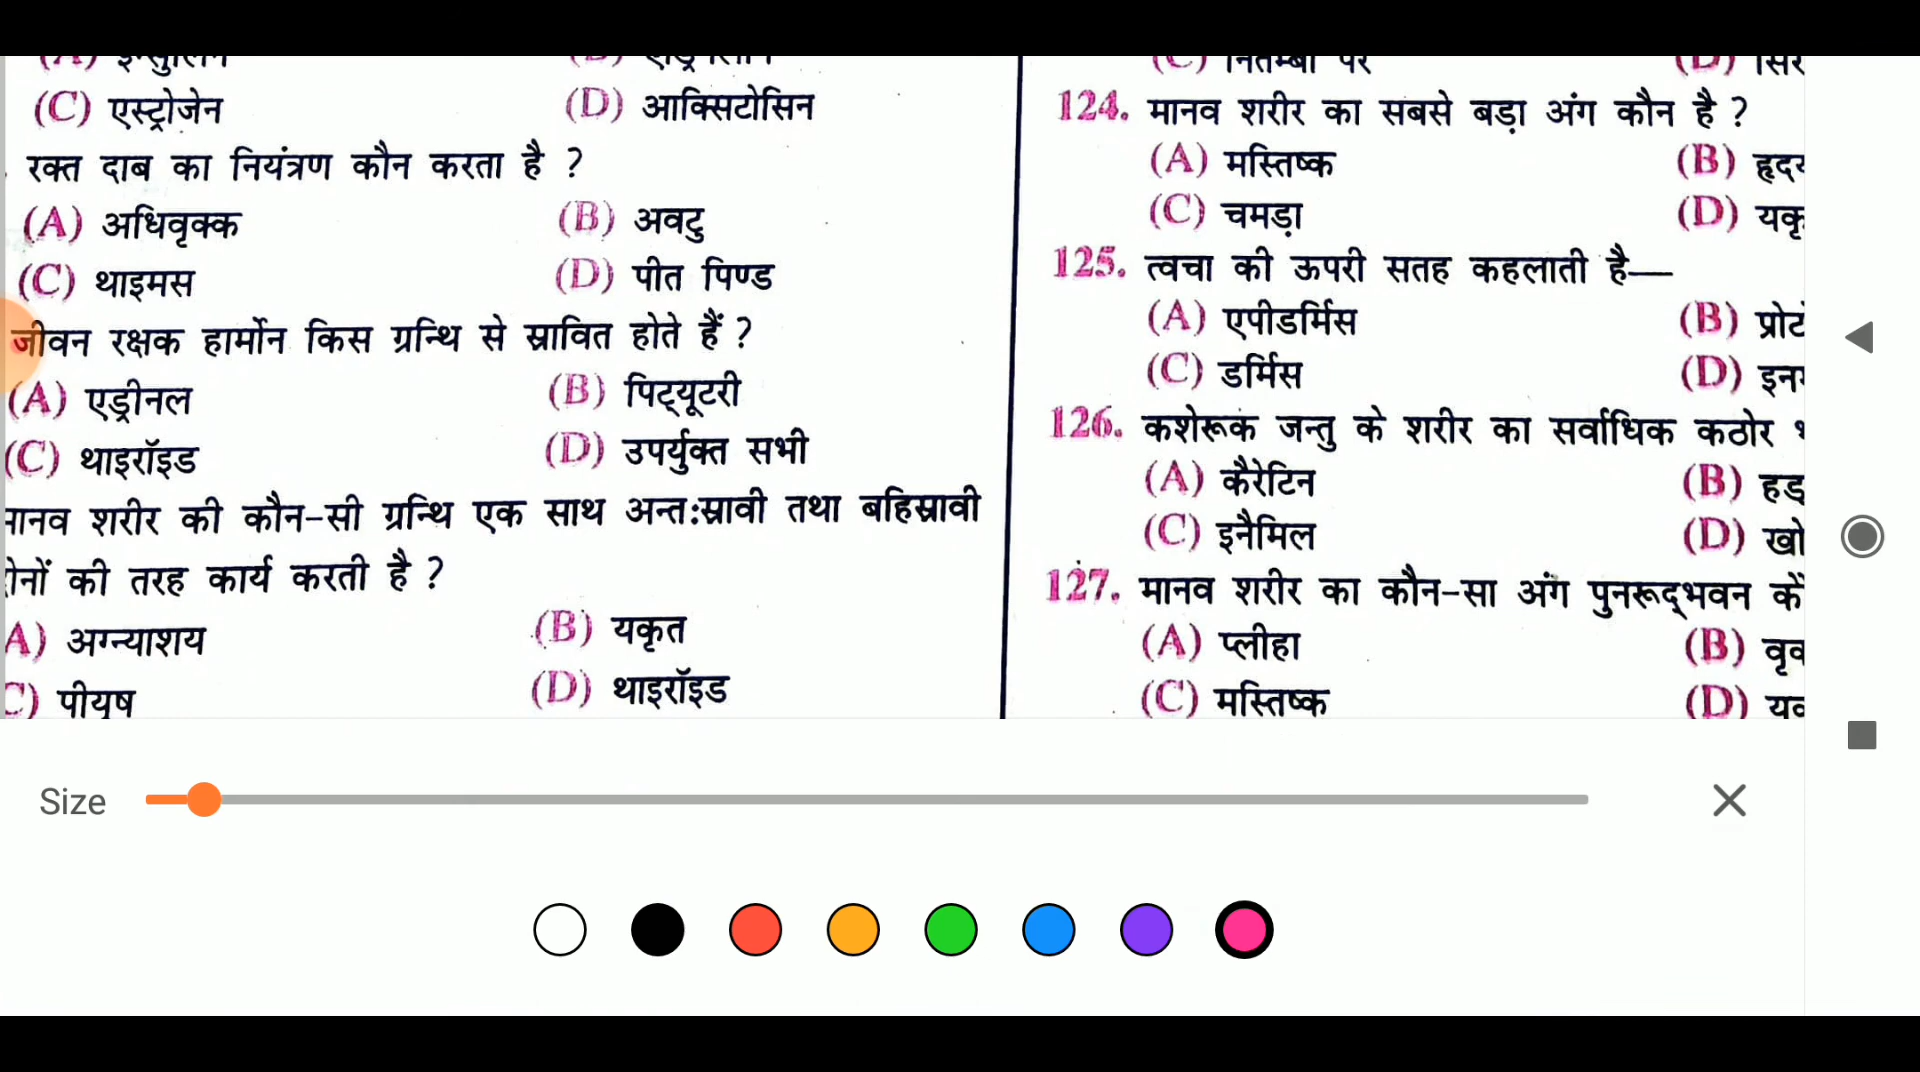 (C) एस्ट्रोजेन (D) आक्सिटोसिन
रक्त दाब का नियंत्रण कौन करता है ?
(A) अधिवृक्क (B) अवटु
(C) थाइमस (D) पीत पिण्ड
जीवन रक्षक हार्मोन किस ग्रन्थि से स्रावित होते हैं ?
(A) एड्रीनल (B) पिट्यूटरी
(C) थाइरॉइड (D) उपर्युक्त सभी
शरीर की कौन-सी ग्रन्थि एक साथ अन्तःस्रावी तथा बहिस्रावी
की तरह कार्य करती है ?
A) अग्न्याशय (B) यकृत
C) पीयूष (D) थाइरॉइड
(C) नितम्बों पर (D)
124. मानव शरीर का सबसे बड़ा अंग कौन है ?
(A) मस्तिष्क (B)
(C) चमड़ा (D)
125. त्वचा की ऊपरी सतह कहलाती है—
(A) एपीडर्मिस (B)
(C) डर्मिस (D)
126. कशेरूक जन्तु के शरीर का सर्वाधिक कठोर
(A) कैरेटिन (B)
(C) इनैमिल (D)
127. मानव शरीर का कौन-सा अंग पुनरूद्भवन
(A) प्लीहा (B)
(C) मस्तिष्क (D)
Size